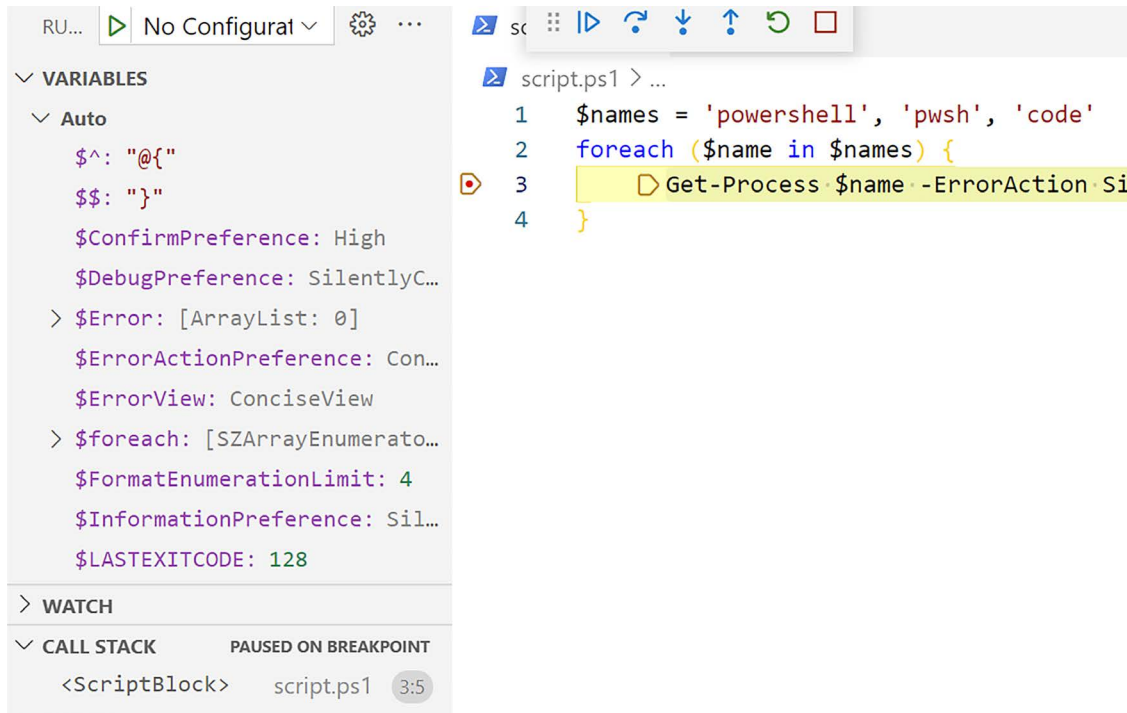 RU... No Configurat
VARIABLES
Auto
$^: "@{"
$$: "}"
$ConfirmPreference: High
$DebugPreference: SilentlyC…
$Error: [ArrayList: 0]
$ErrorActionPreference: Con…
$ErrorView: ConciseView
$foreach: [SZArrayEnumerato…
$FormatEnumerationLimit: 4
$InformationPreference: Sil…
$LASTEXITCODE: 128
WATCH
CALL STACK PAUSED ON BREAKPOINT
<ScriptBlock> script.ps1 3:5
sc
script.ps1 > ...
1 $names = 'powershell', 'pwsh', 'code'
2 foreach ($name in $names) {
3 Get-Process $name -ErrorAction Si
4 }